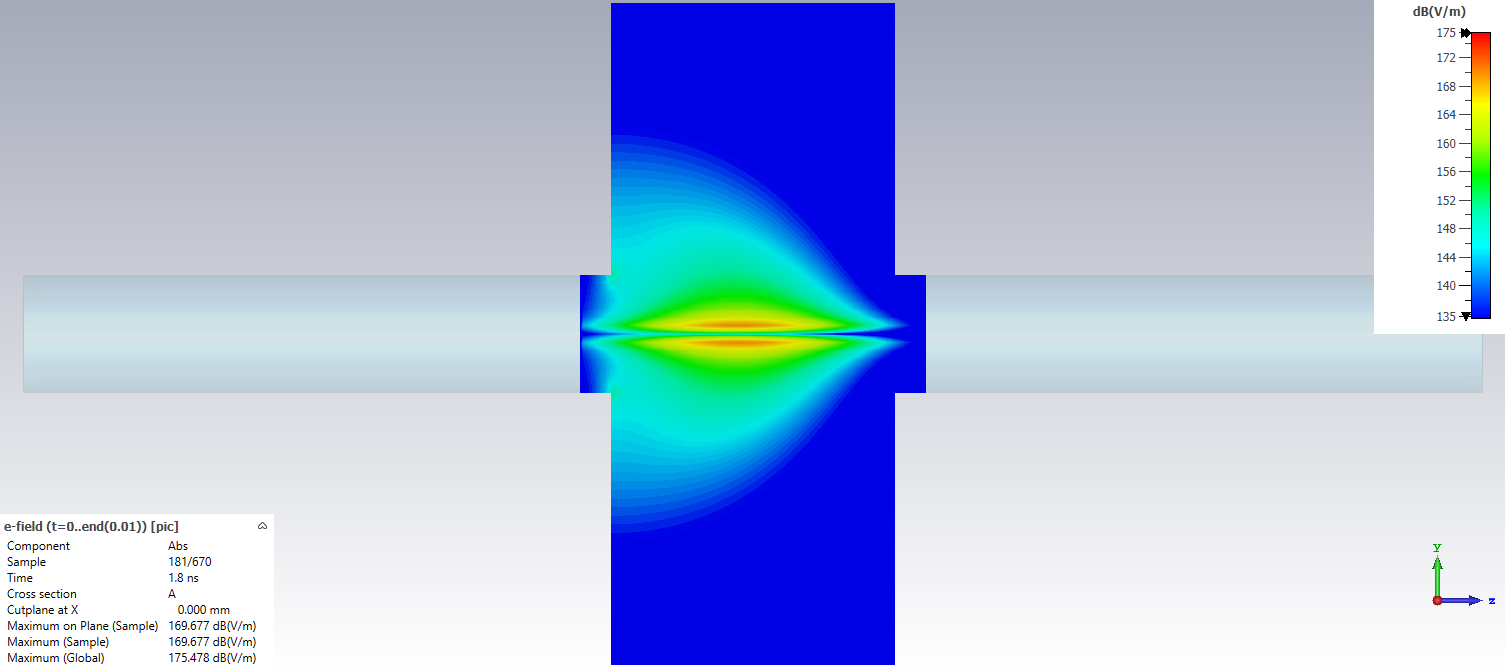 dB(V/m)
175
172
168
164
160
156
152
148
144
140
135
e-field (t=0..end(0.01)) [pic]
Component Abs
Sample 181/670
Time 1.8 ns
Cross section A
Cutplane at X 0.000 mm
Maximum on Plane (Sample) 169.677 dB(V/m)
Maximum (Sample) 169.677 dB(V/m)
Maximum (Global) 175.478 dB(V/m)
y
z